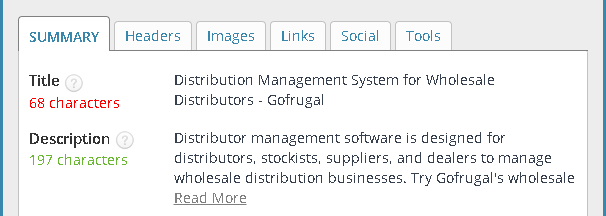 SUMMARY Headers Images Links Social Tools
Title ? Distribution Management System for Wholesale
68 characters Distributors - Gofrugal
Description ? Distributor management software is designed for
197 characters distributors, stockists, suppliers, and dealers to manage
wholesale distribution businesses. Try Gofrugal's wholesale
Read More